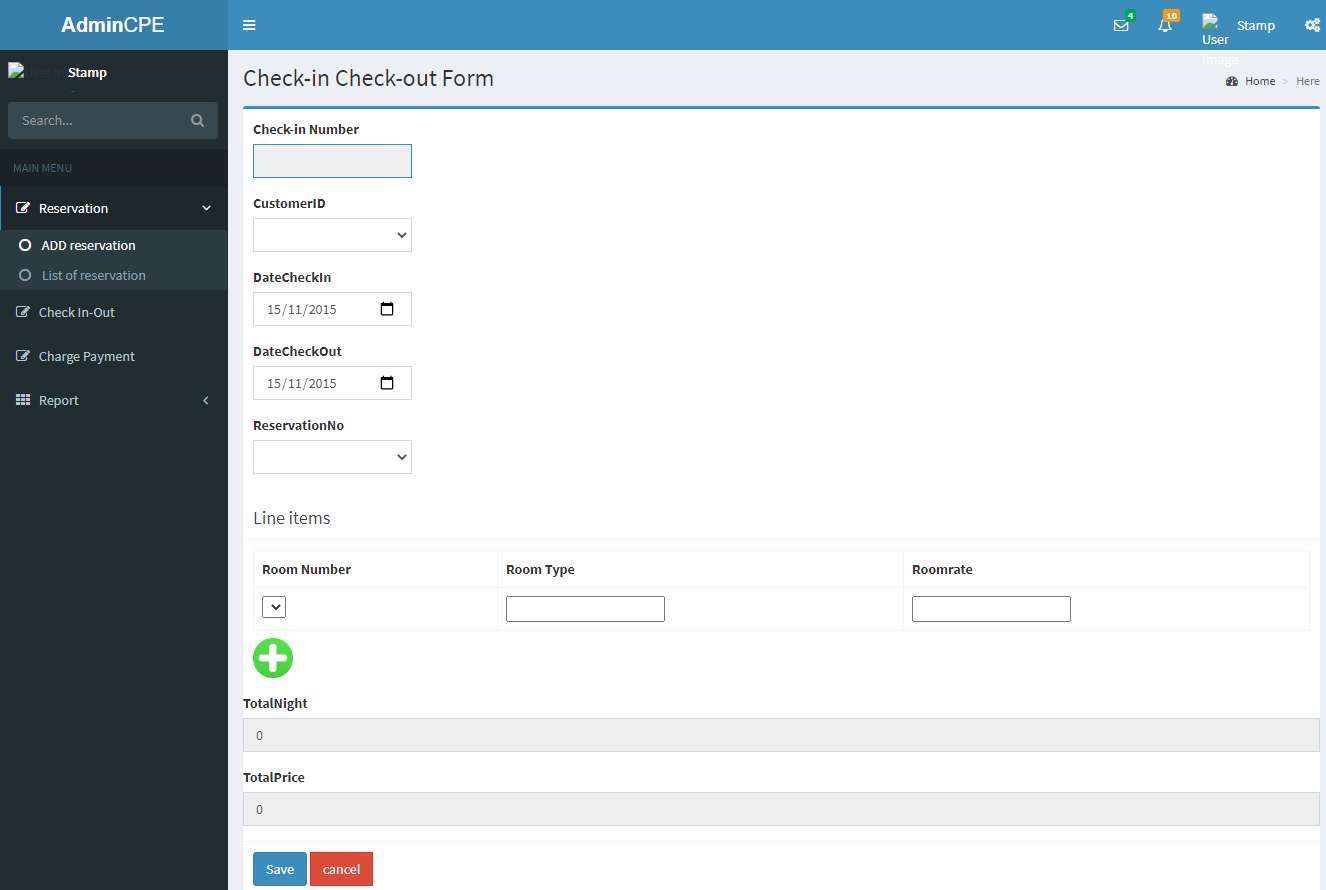 AdminCPE
4
10
User Image
Stamp
User Im
Stamp
Check-in Check-out Form
Home > Here
Search...
MAIN MENU
Reservation
ADD reservation
List of reservation
Check In-Out
Charge Payment
Report
Check-in Number
CustomerID
DateCheckIn
15/11/2015
DateCheckOut
15/11/2015
ReservationNo
Line items
Room Number Room Type Roomrate
TotalNight
0
TotalPrice
0
Save cancel